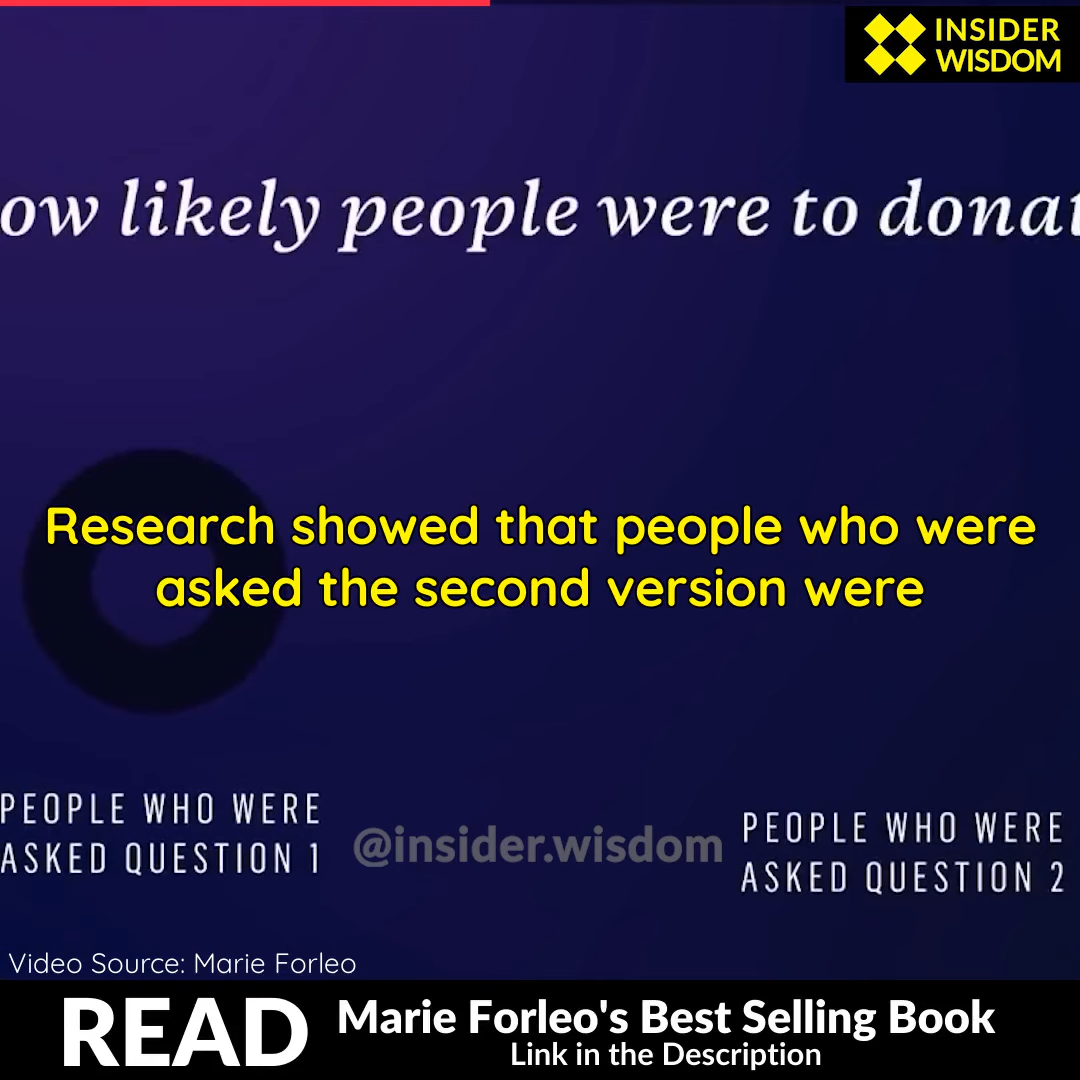 INSIDER
WISDOM
ow likely people were to dona
Research showed that people who were
asked the second version were
PEOPLE WHO WERE
ASKED QUESTION 1
@insider.wisdom
PEOPLE WHO WERE
ASKED QUESTION 2
Video Source: Marie Forleo
READ
Marie Forleo's Best Selling Book
Link in the Description